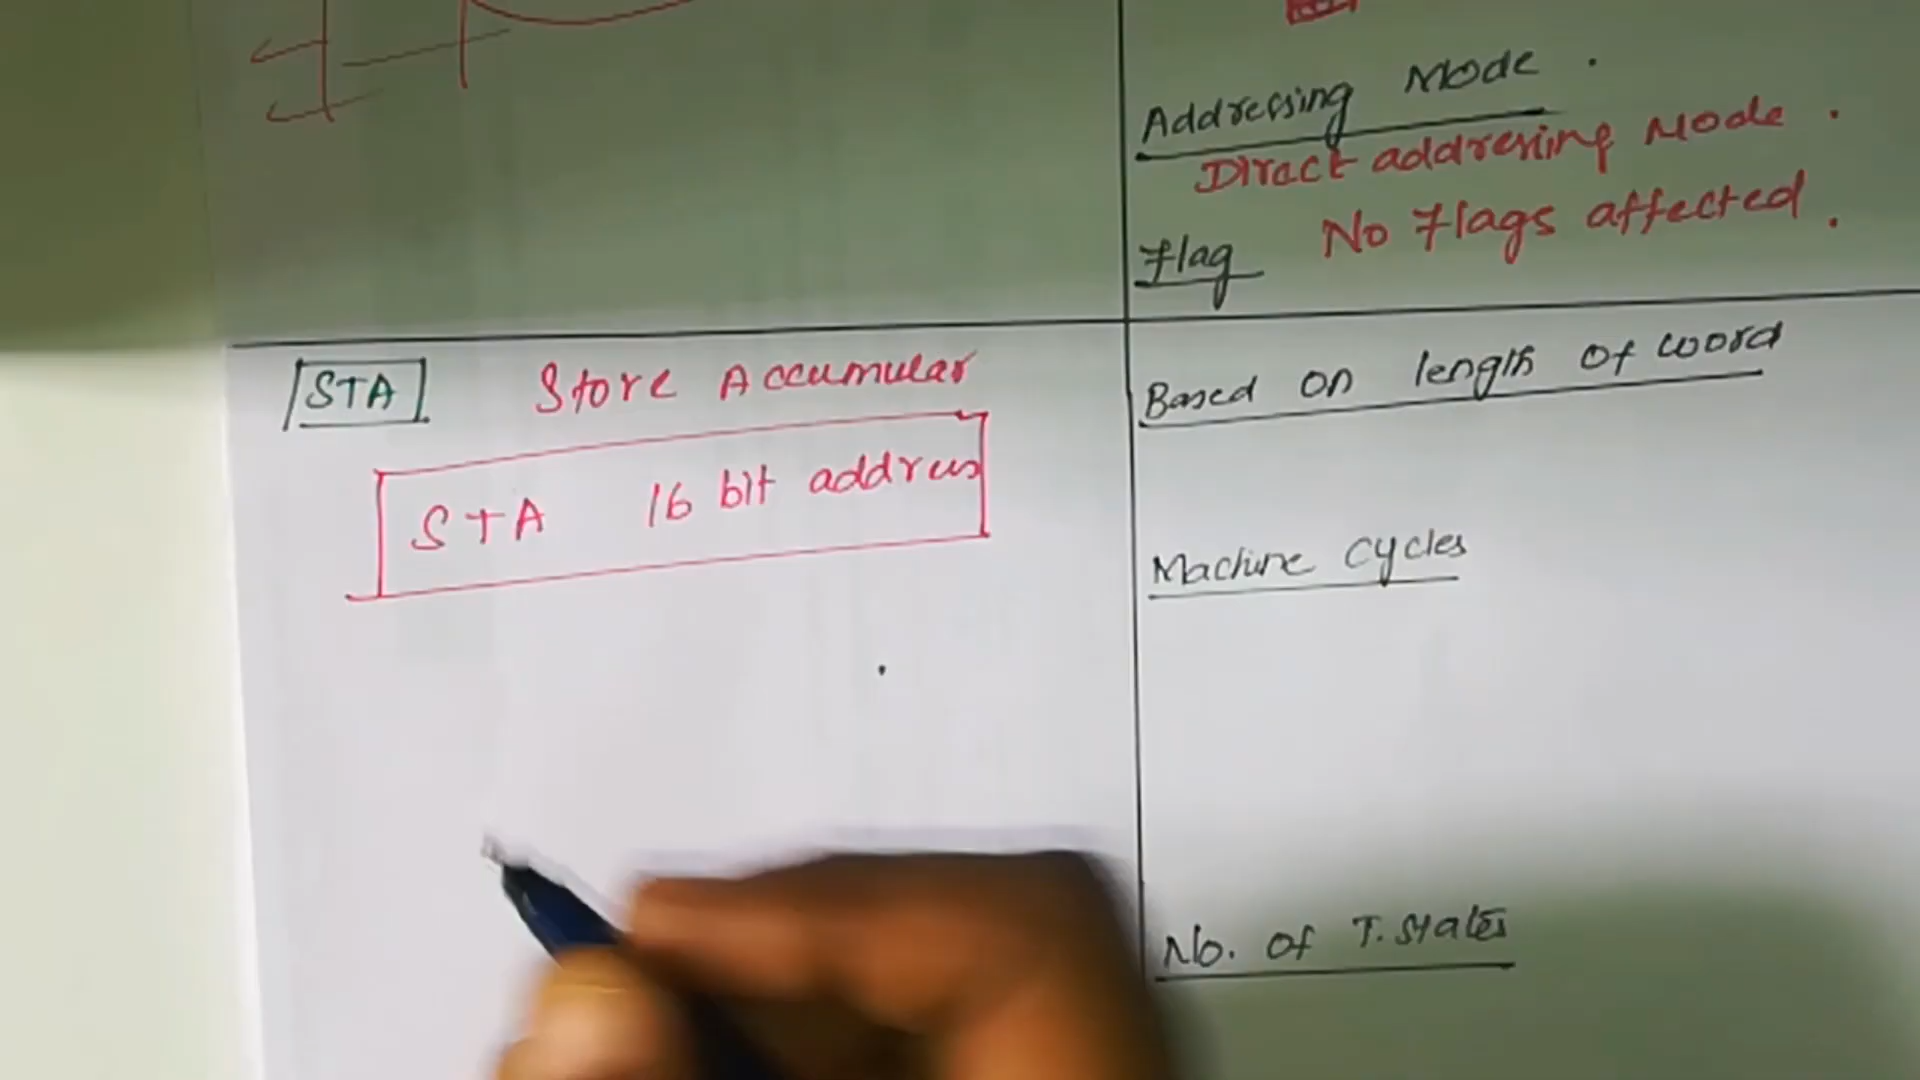 Addressing Mode .
Direct addressing Mode .
Flag No Flags affected .
STA Store Accumular
STA 16 bit address
Based on length of word
Machine Cycles
No. of T. States